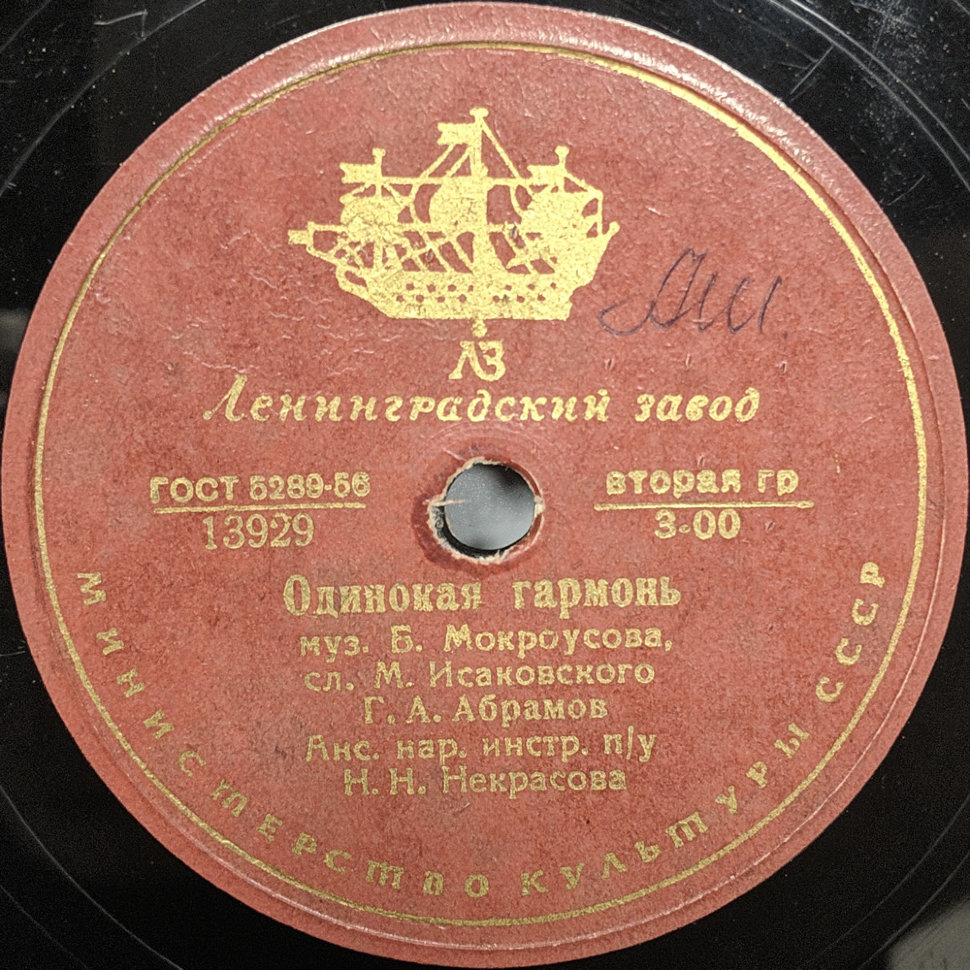 ЛЗ
Ленинградский завод
ГОСТ 5289-56
13929
вторая гр
3-00
Одинокая гармонь
муз. Б. Мокроусова,
сл. М. Исаковского
Г. А. Абрамов
Анс. нар. инстр. п/у
Н. Н. Некрасова
МИНИСТЕРСТВО КУЛЬТУРЫ СССР